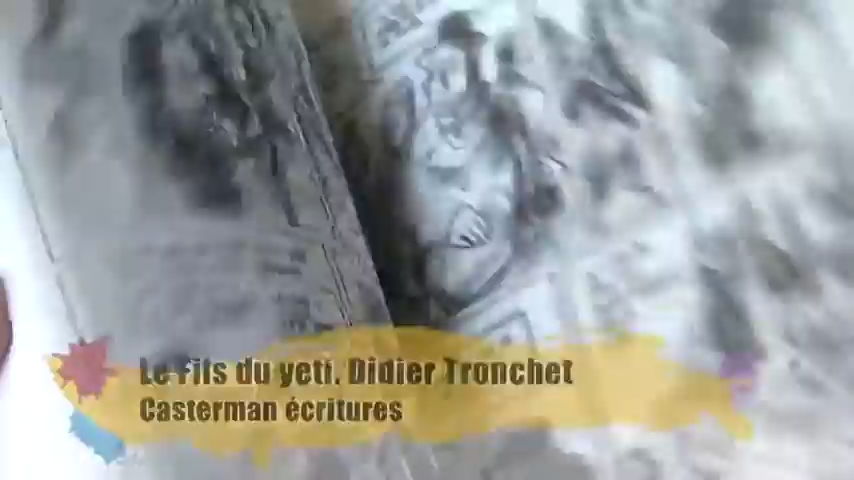 Le Fils du yeti. Didier Tronchet
Casterman écritures